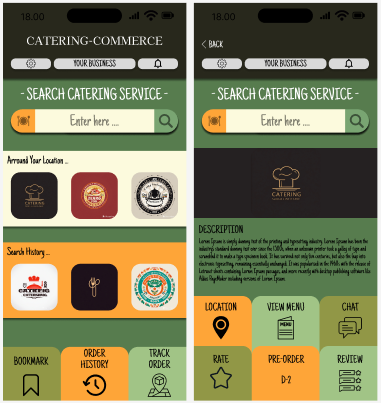 18.00
CATERING-COMMERCE
YOUR BUSINESS
- SEARCH CATERING SERVICE -
Enter here ....
Arround Your Location ...
CATERING
Search History ...
CATERING.
BOOKMARK
ORDER
HISTORY
TRACK
ORDER
18.00
BACK
YOUR BUSINESS
- SEARCH CATERING SERVICE -
Enter here ....
CATERING
DESCRIPTION
Lorem Ipsum is simply dummy text of the printing and typesetting industry. Lorem Ipsum has been the
industry's standard dummy text ever since the 1500s, when an unknown printer took a galley of type and
scrambled it to make a type specimen book. It has survived not only five centuries, but also the leap into
electronic typesetting, remaining essentially unchanged. It was popularised in the 1960s with the release of
Letraset sheets containing Lorem Ipsum passages, and more recently with desktop publishing software like
Aldus PageMaker including versions of Lorem Ipsum.
LOCATION
VIEW MENU
CHAT
MENU
RATE
PRE-ORDER
REVIEW
D-2